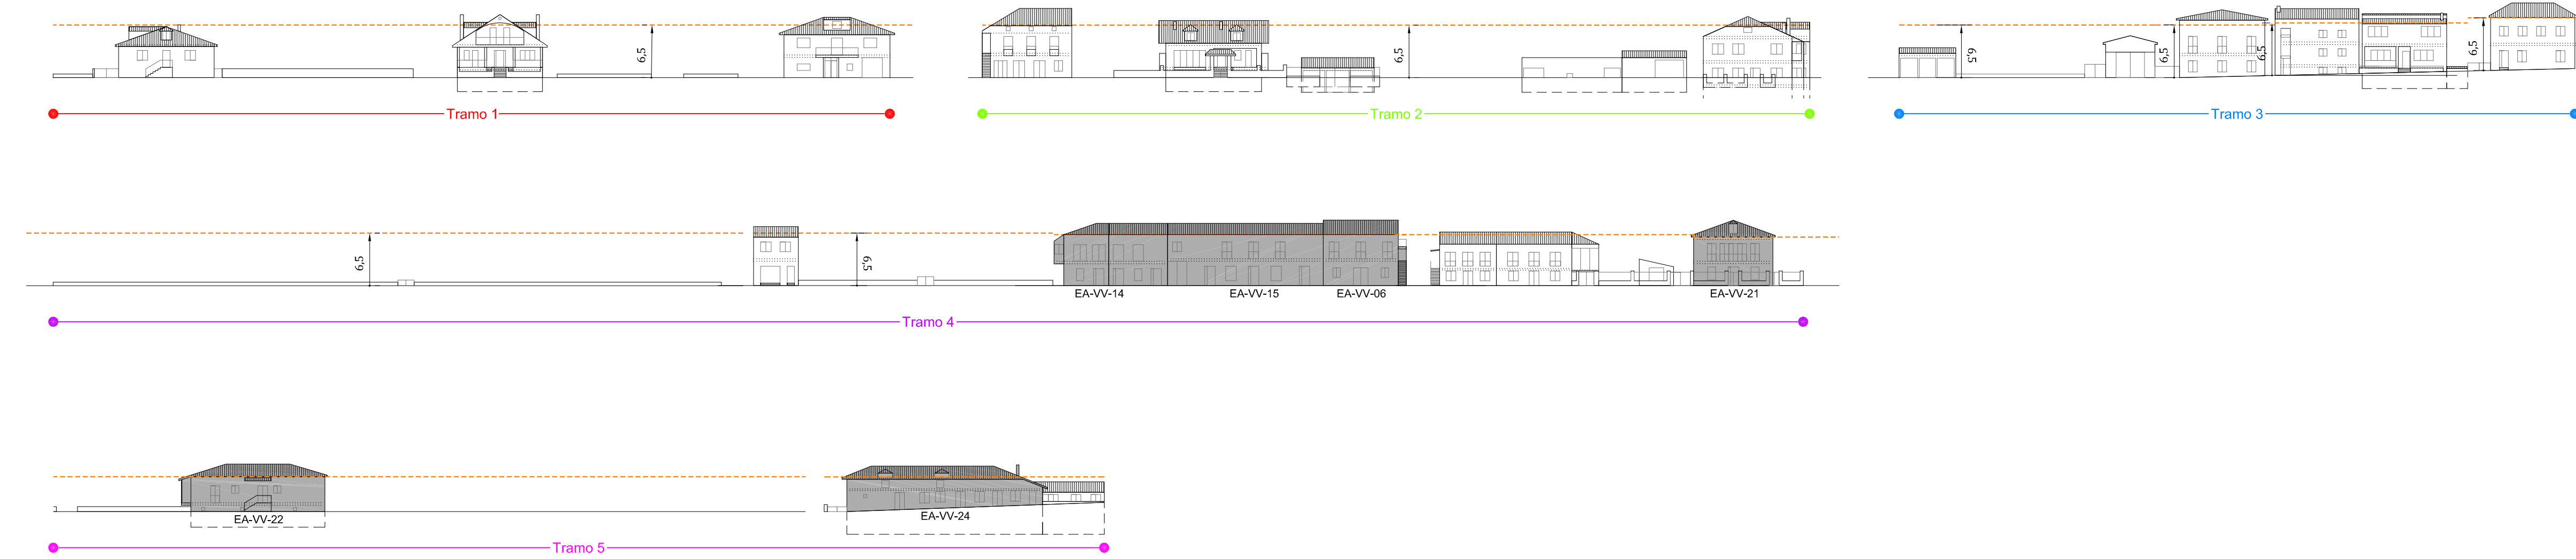 6,5
Tramo 1
6,5
Tramo 2
6,5
6,5
6,5
6,5
Tramo 3
6,5
6,5
EA-VV-14
EA-VV-15
EA-VV-06
EA-VV-21
Tramo 4
EA-VV-22
EA-VV-24
Tramo 5